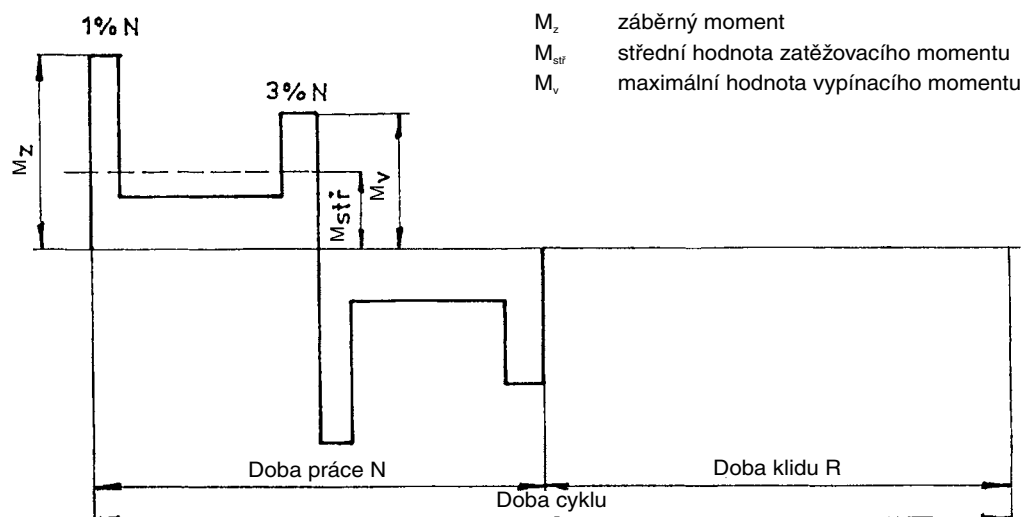 1% N
M_z záběrný moment
M_stř střední hodnota zatěžovacího momentu
M_v maximální hodnota vypínacího momentu
3% N
M_z
M_stř
M_v
Doba práce N
Doba klidu R
Doba cyklu